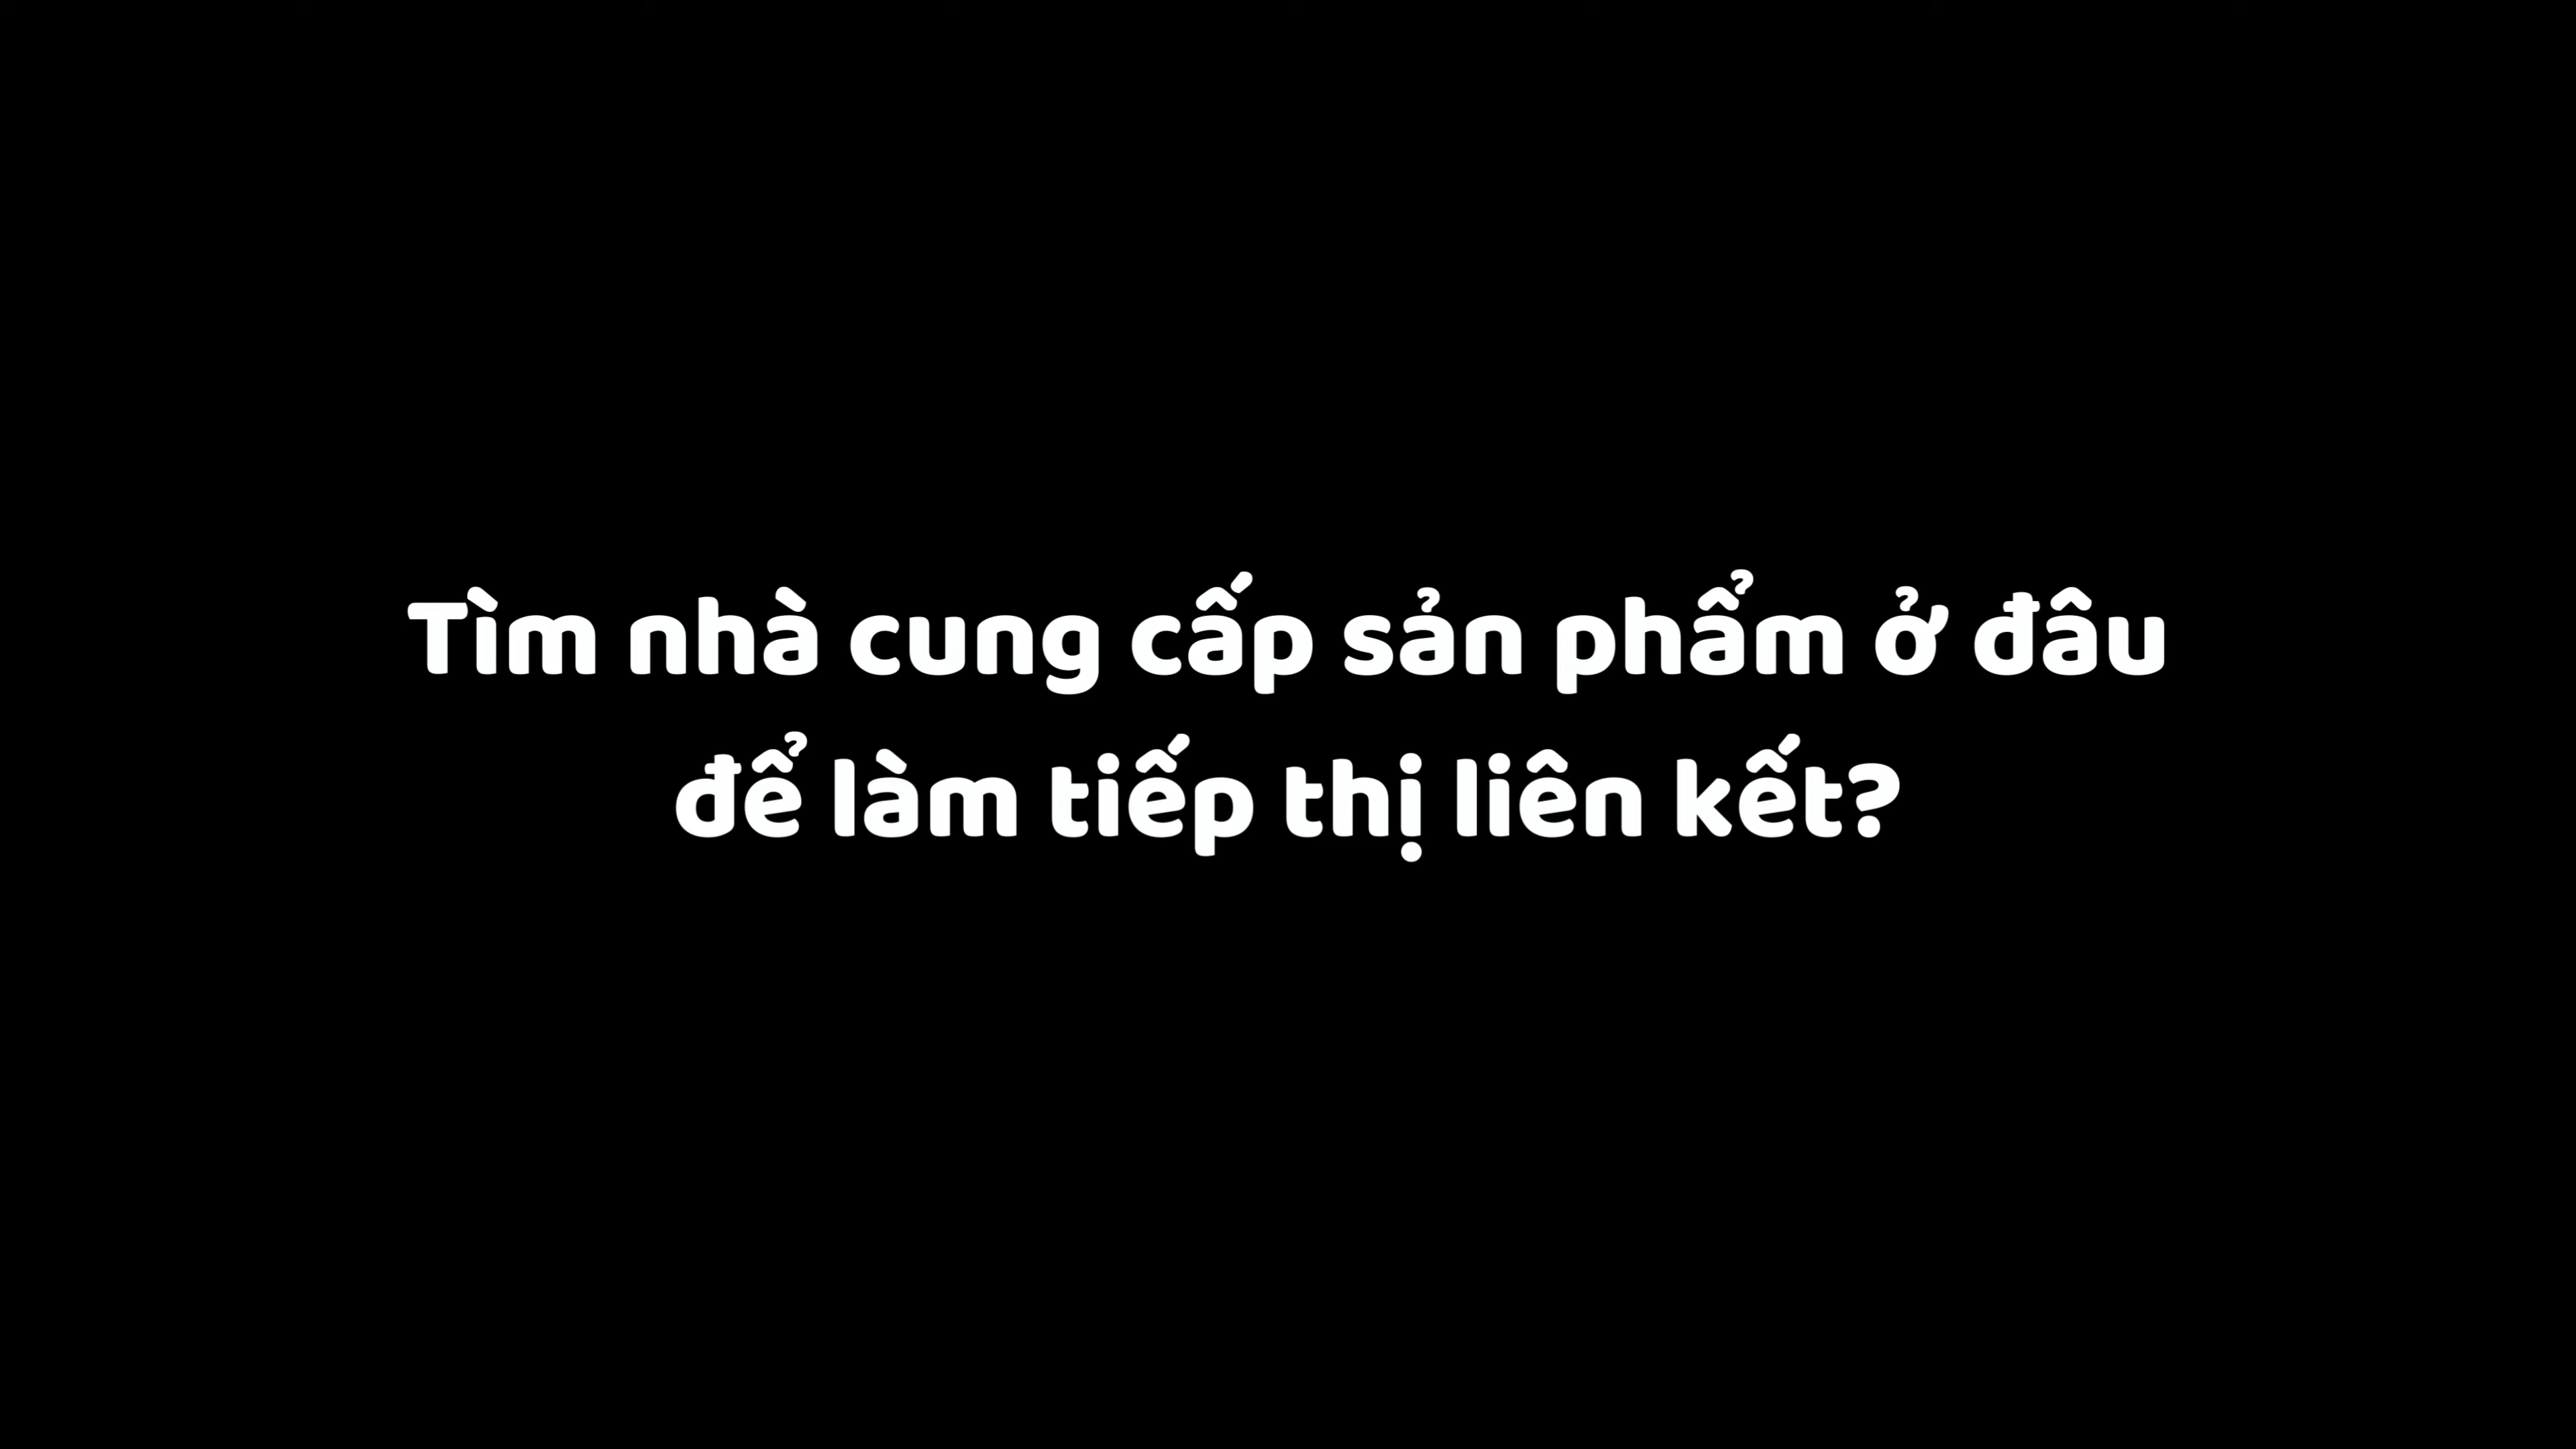 Tìm nhà cung cấp sản phẩm ở đâu
để làm tiếp thị liên kết?